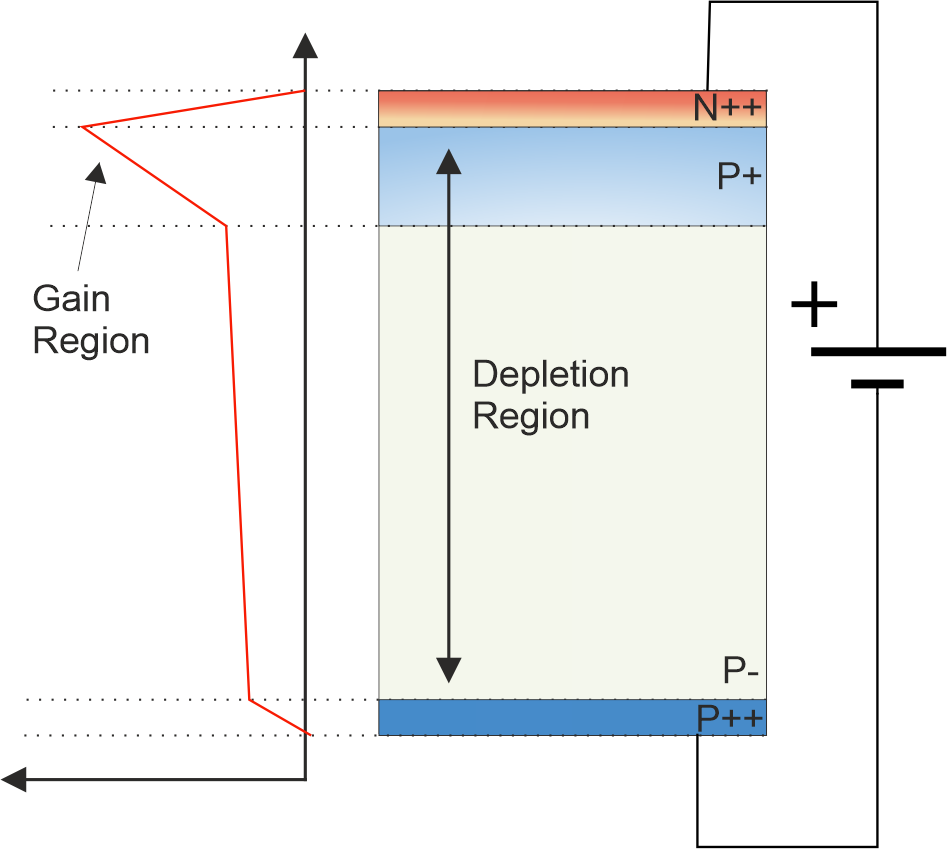 N++
P+
Gain
Region
+
Depletion
Region
P-
P++